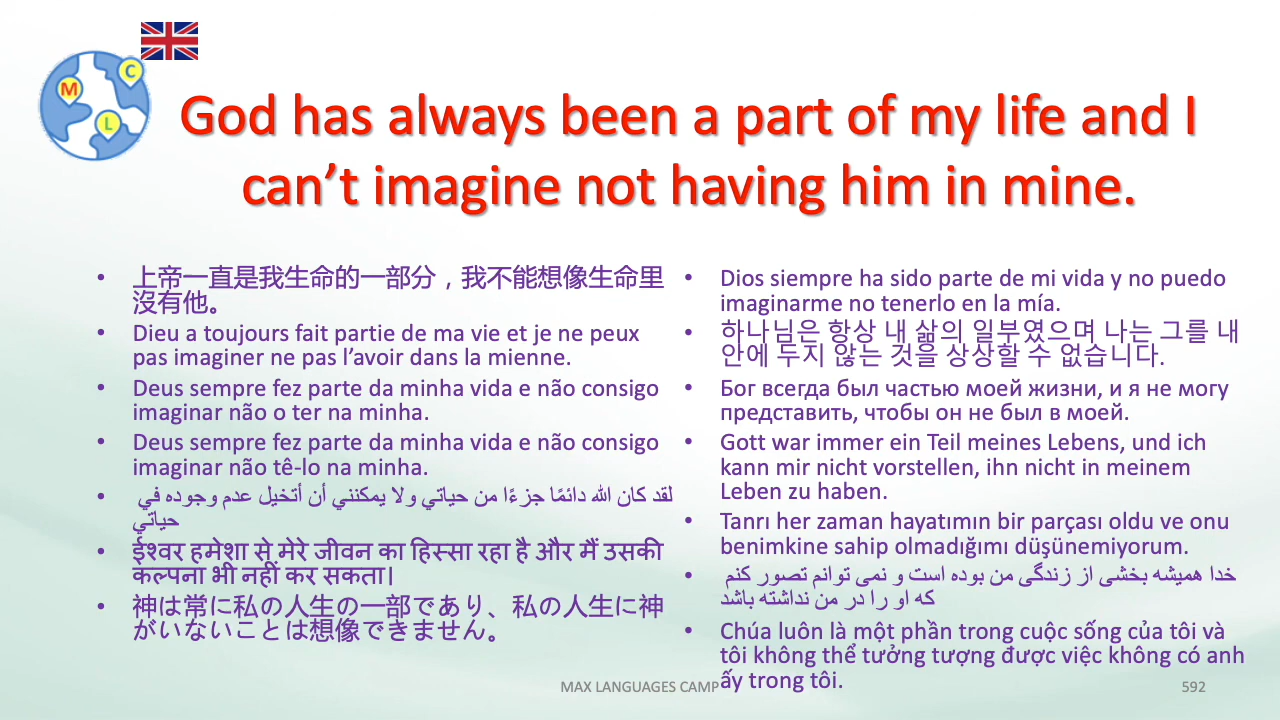 M C L
God has always been a part of my life and I
can’t imagine not having him in mine.
• 上帝一直是我生命的一部分，我不能想像生命里
沒有他。
• Dieu a toujours fait partie de ma vie et je ne peux
pas imaginer ne pas l’avoir dans la mienne.
• Deus sempre fez parte da minha vida e não consigo
imaginar não o ter na minha.
• Deus sempre fez parte da minha vida e não consigo
imaginar não tê-lo na minha.
• لقد كان الله دائمًا جزءًا من حياتي ولا يمكنني أن أتخيل عدم وجوده في
حياتي
• ईश्वर हमेशा से मेरे जीवन का हिस्सा रहा है और मैं उसकी
कल्पना भी नहीं कर सकता।
• 神は常に私の人生の一部であり、私の人生に神
がいないことは想像できません。
• Dios siempre ha sido parte de mi vida y no puedo
imaginarme no tenerlo en la mía.
• 하나님은 항상 내 삶의 일부였으며 나는 그를 내
안에 두지 않는 것을 상상할 수 없습니다.
• Бог всегда был частью моей жизни, и я не могу
представить, чтобы он не был в моей.
• Gott war immer ein Teil meines Lebens, und ich
kann mir nicht vorstellen, ihn nicht in meinem
Leben zu haben.
• Tanrı her zaman hayatımın bir parçası oldu ve onu
benimkine sahip olmadığımı düşünemiyorum.
• خدا همیشه بخشی از زندگی من بوده است و نمی توانم تصور کنم
که او را در من نداشته باشد
• Chúa luôn là một phần trong cuộc sống của tôi và
tôi không thể tưởng tượng được việc không có anh
ấy trong tôi.
MAX LANGUAGES CAMP
592